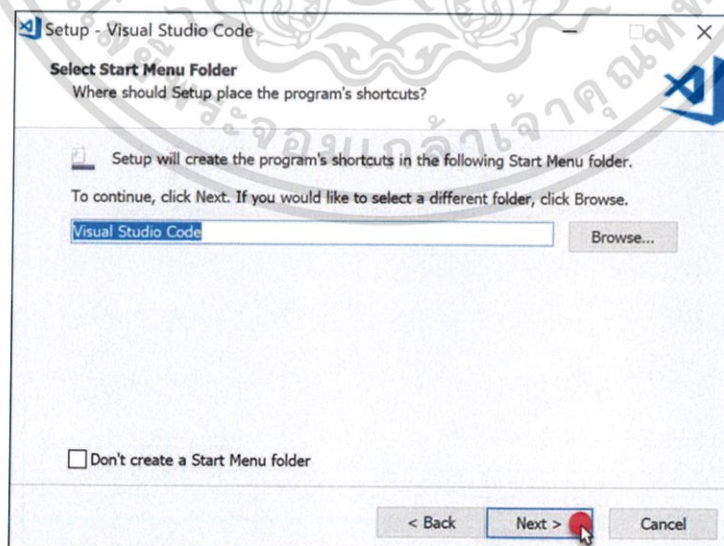 Setup - Visual Studio Code
Select Start Menu Folder
Where should Setup place the program's shortcuts?
Setup will create the program's shortcuts in the following Start Menu folder.
To continue, click Next. If you would like to select a different folder, click Browse.
Visual Studio Code
Browse...
Don't create a Start Menu folder
< Back
Next >
Cancel